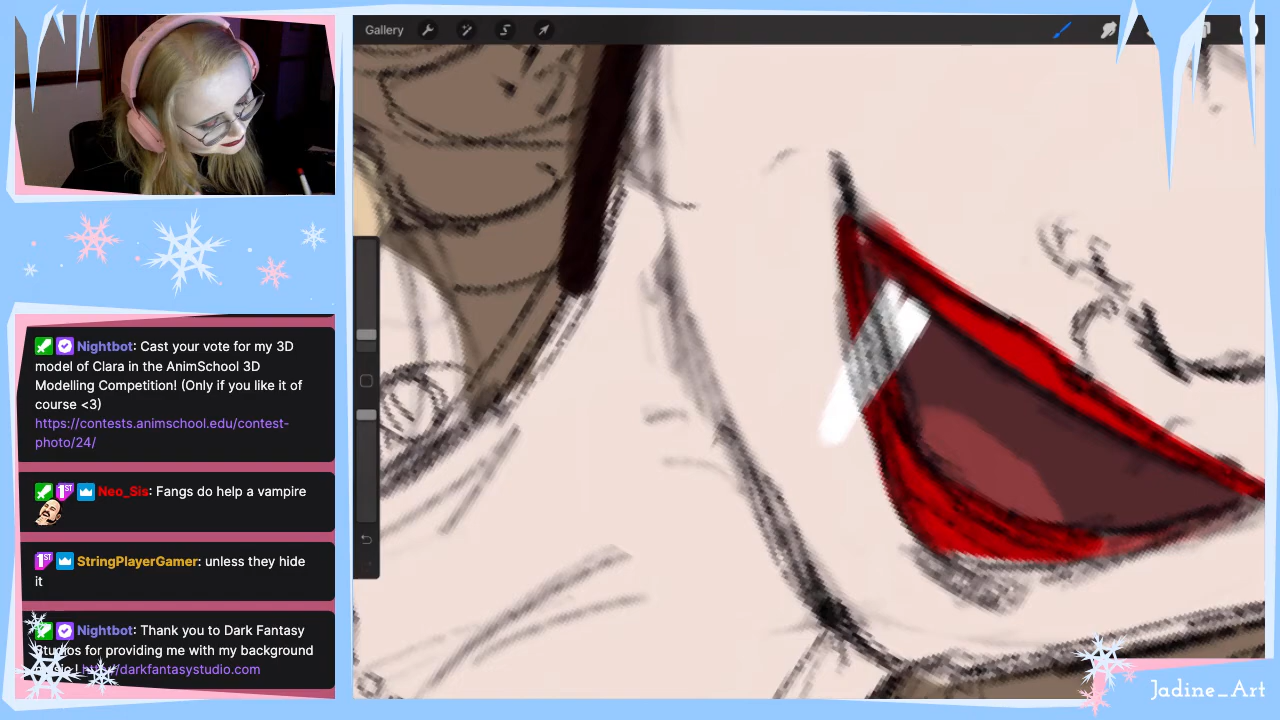 Gallery
Nightbot: Cast your vote for my 3D
model of Clara in the AnimSchool 3D
Modelling Competition! (Only if you like it of
course <3)
https://contests.animschool.edu/contest-
photo/24/
1ST Neo_Sis: Fangs do help a vampire
1ST StringPlayerGamer: unless they hide
it
Nightbot: Thank you to Dark Fantasy
Studios for providing me with my background
http://darkfantasystudio.com
Jadine_Art